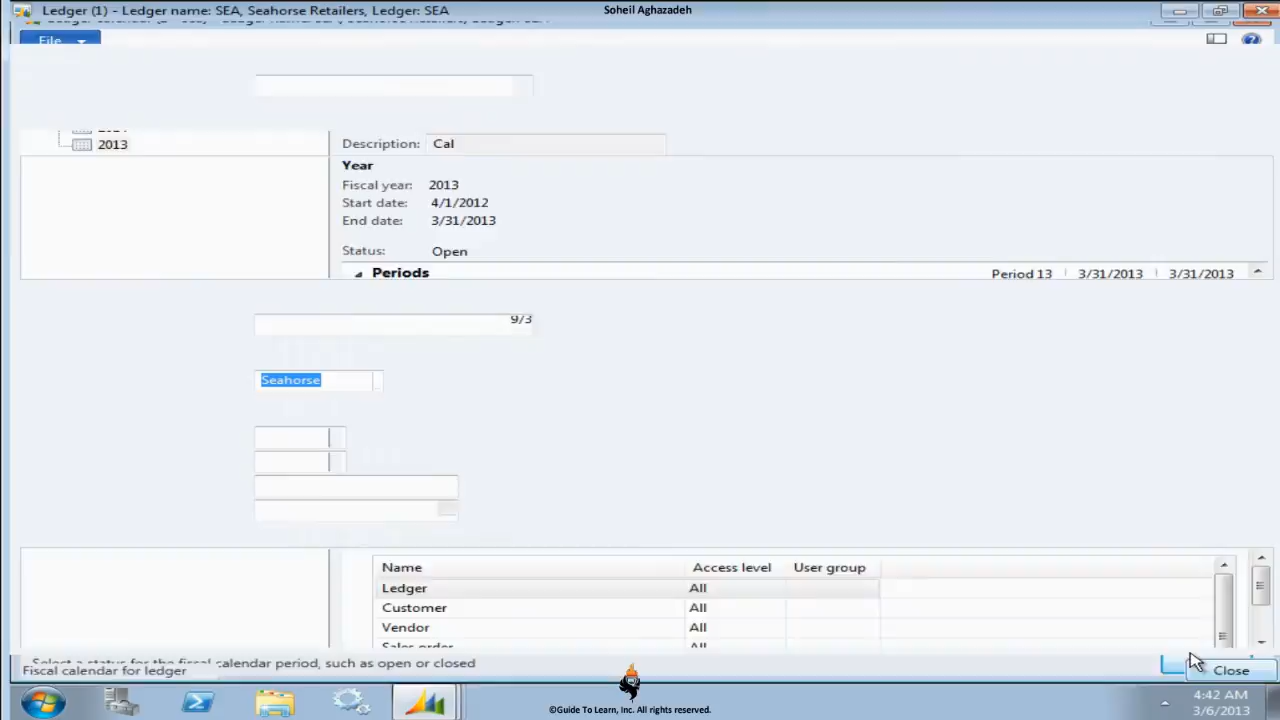 Ledger (1) - Ledger name: SEA, Seahorse Retailers, Ledger: SEA
Soheil Aghazadeh
File
2013
Description: Cal
Year
Fiscal year: 2013
Start date: 4/1/2012
End date: 3/31/2013
Status: Open
Periods
Period 13 3/31/2013 3/31/2013
9/3
Seahorse
Name Access level User group
Ledger All
Customer All
Vendor All
Sales order All
Select a status for the fiscal calendar period, such as open or closed
Fiscal calendar for ledger
Close
4:42 AM
3/6/2013
©Guide To Learn, Inc. All rights reserved.